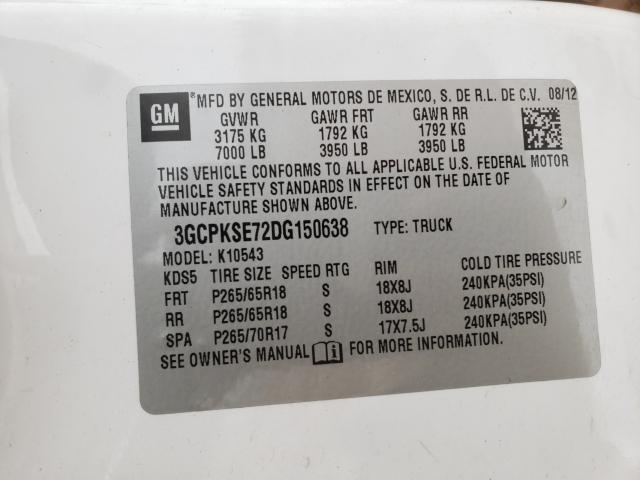 GM
®MFD BY GENERAL MOTORS DE MEXICO, S. DE R.L. DE C.V. 08/12
GVWR GAWR FRT GAWR RR
3175 KG 1792 KG 1792 KG
7000 LB 3950 LB 3950 LB
THIS VEHICLE CONFORMS TO ALL APPLICABLE U.S. FEDERAL MOTOR
VEHICLE SAFETY STANDARDS IN EFFECT ON THE DATE OF
MANUFACTURE SHOWN ABOVE.
3GCPKSE72DG150638 TYPE: TRUCK
MODEL: K10543
KDS5 TIRE SIZE SPEED RTG RIM COLD TIRE PRESSURE
FRT P265/65R18 S 18X8J 240KPA(35PSI)
RR P265/65R18 S 18X8J 240KPA(35PSI)
SPA P265/70R17 S 17X7.5J 240KPA(35PSI)
SEE OWNER'S MANUAL FOR MORE INFORMATION.